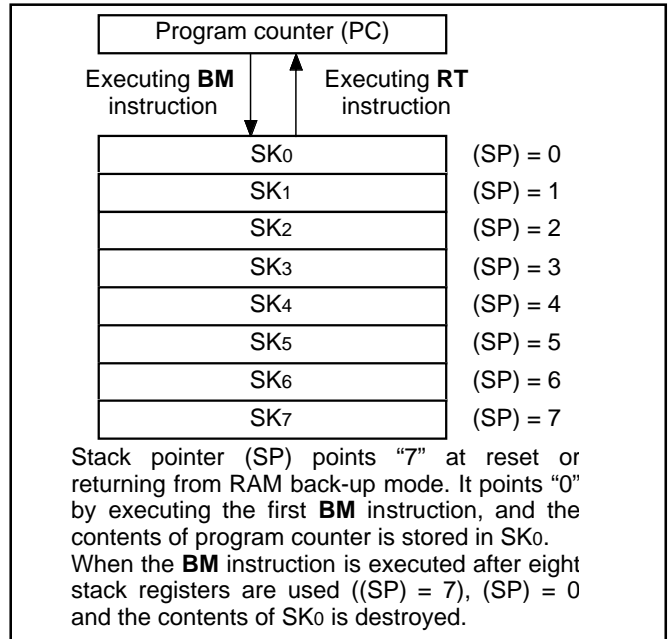 Program counter (PC)
Executing BM
instruction
Executing RT
instruction
SK0
(SP) = 0
SK1
(SP) = 1
SK2
(SP) = 2
SK3
(SP) = 3
SK4
(SP) = 4
SK5
(SP) = 5
SK6
(SP) = 6
SK7
(SP) = 7
Stack pointer (SP) points “7” at reset or
returning from RAM back-up mode. It points “0”
by executing the first BM instruction, and the
contents of program counter is stored in SK0.
When the BM instruction is executed after eight
stack registers are used ((SP) = 7), (SP) = 0
and the contents of SK0 is destroyed.